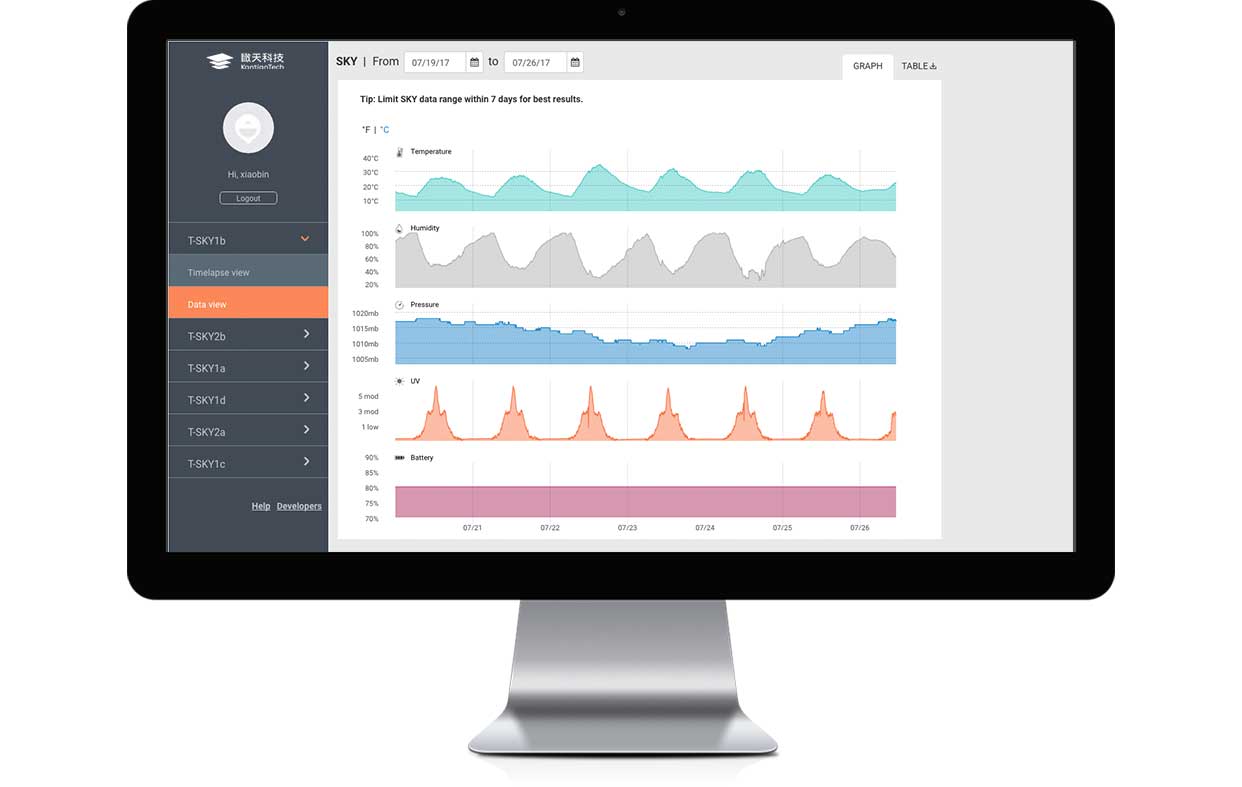 瞰天科技
KantianTech
Hi, xiaobin
Logout
T-SKY1b
Timelapse view
Data view
T-SKY2b
T-SKY1a
T-SKY1d
T-SKY2a
T-SKY1c
Help Developers
SKY | From 07/19/17 to 07/26/17
GRAPH TABLE
Tip: Limit SKY data range within 7 days for best results.
°F | °C
Temperature
40°C
30°C
20°C
10°C
Humidity
100%
80%
60%
40%
20%
Pressure
1020mb
1015mb
1010mb
1005mb
UV
5 mod
3 mod
1 low
Battery
90%
85%
80%
75%
70%
07/21 07/22 07/23 07/24 07/25 07/26